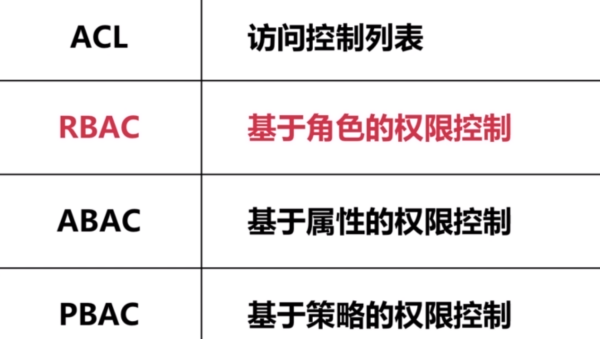 ACL 访问控制列表
RBAC 基于角色的权限控制
ABAC 基于属性的权限控制
PBAC 基于策略的权限控制